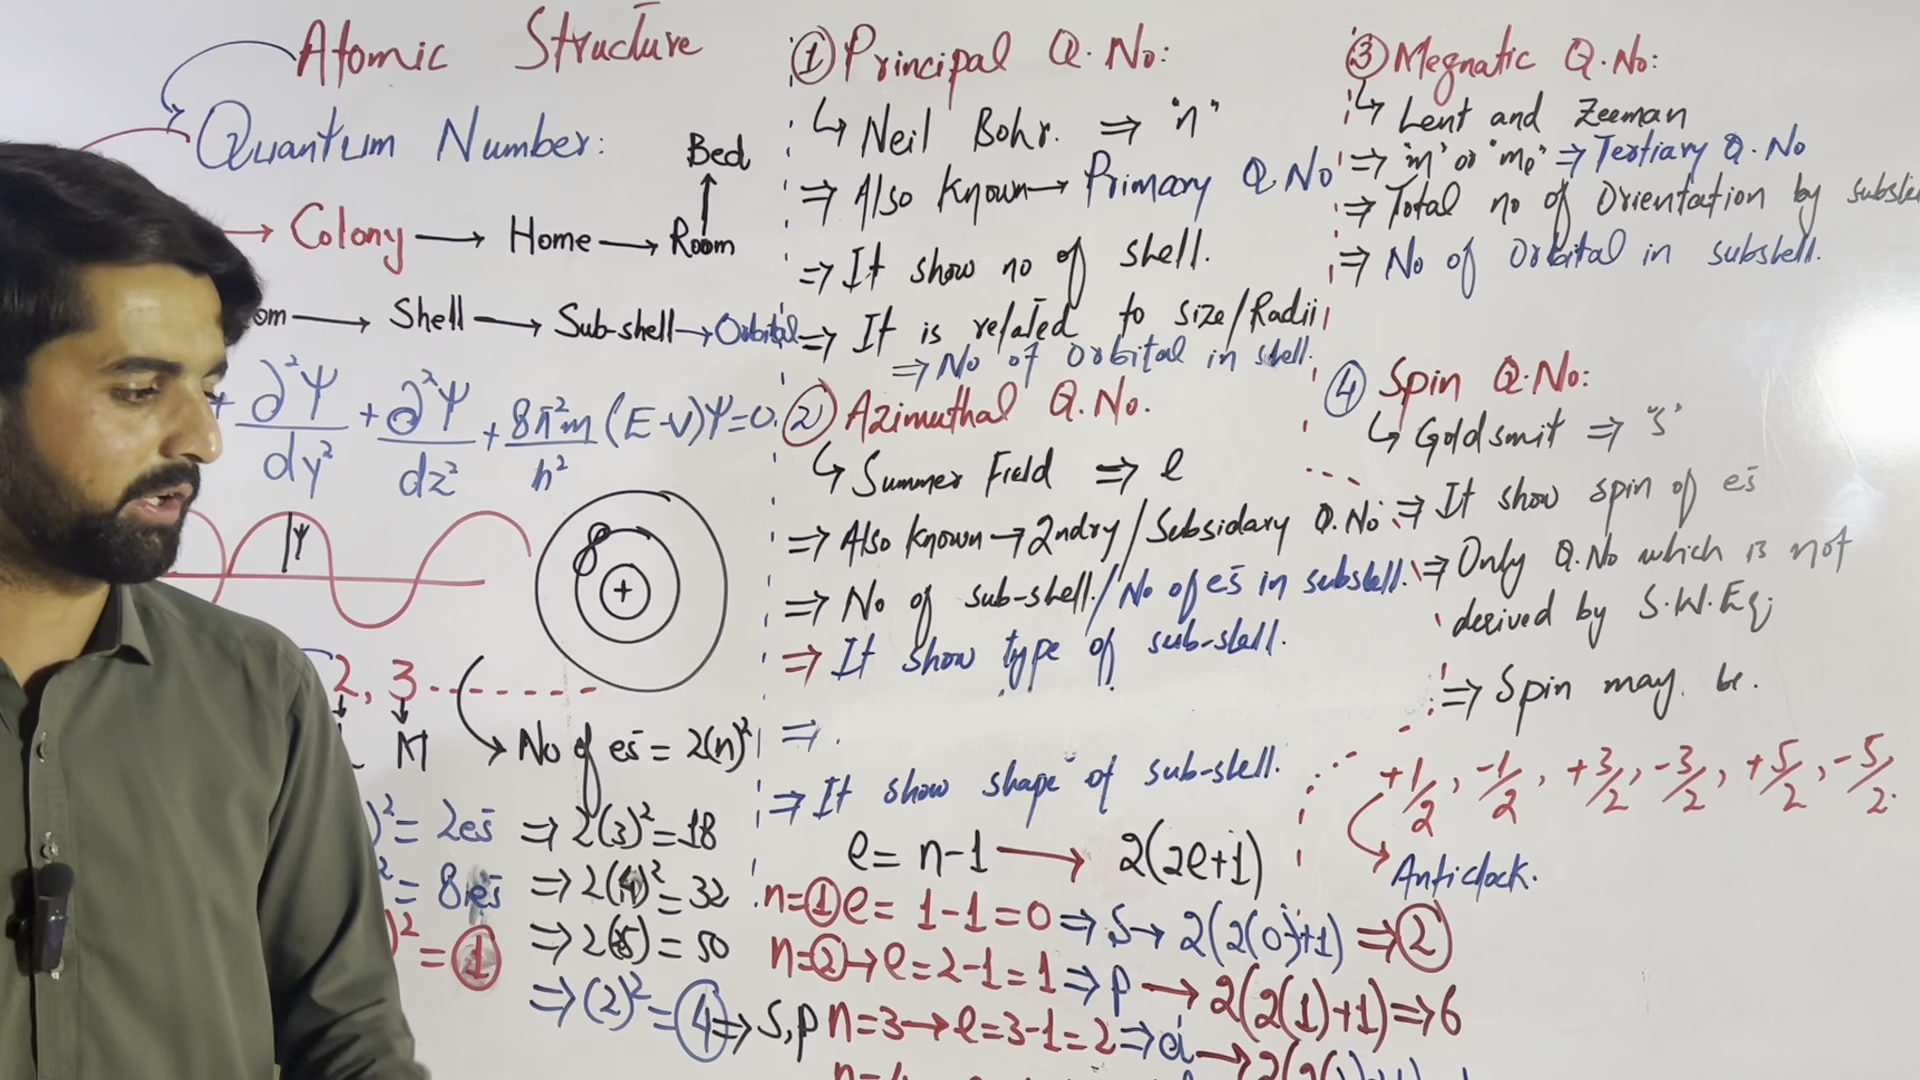 Atomic Structure
Quantum Number:
Bed
→ Colony → Home → Room
om → Shell → Sub-shell → Orbital
+ ∂²Ψ/dy² + ∂²Ψ/dz² + 8π²m/h² (E-V)Ψ=0
Ψ
+
2, 3
M
No of es̄ = 2(n)²
)²= 2es̄ ⇒ 2(3)²=18
²= 8es̄ ⇒ 2(4)²=32
⇒ 2(5)=50
)²= 1
⇒ (2)²= 4 ⇒ S,p
① Principal Q.No:
↳ Neil Bohr. ⇒ "n"
⇒ Also known → Primary Q.No
⇒ It show no of shell.
⇒ It is related to size/Radii
⇒ No of Orbital in shell.
② Azimuthal Q.No.
↳ Summer Field ⇒ ℓ
⇒ Also known → 2ndry/Subsidary Q.No
⇒ No of sub-shell./No of es̄ in subshell.
⇒ It show type of sub-shell.
⇒ .
⇒ It show shape of sub-shell.
ℓ= n-1 → 2(2ℓ+1)
n=① ℓ= 1-1=0 ⇒ S → 2(2(0)+1) ⇒ ②
n=② → ℓ=2-1=1 ⇒ p → 2(2(1)+1) ⇒ 6
n=3 → ℓ=3-1=2 ⇒ d →
③ Megnatic Q.No:
↳ Lent and Zeeman
⇒ "m" or "mℓ" ⇒ Tertiary Q.No
⇒ Total no of Orientation by subshe
⇒ No of Orbital in subshell.
④ Spin Q.No:
↳ Goldsmit ⇒ "S"
⇒ It show spin of es̄
⇒ Only Q.No which is not
derived by S.W.Eq;
⇒ Spin may be.
+1/2, -1/2, +3/2, -3/2, +5/2, -5/2.
Anticlock.